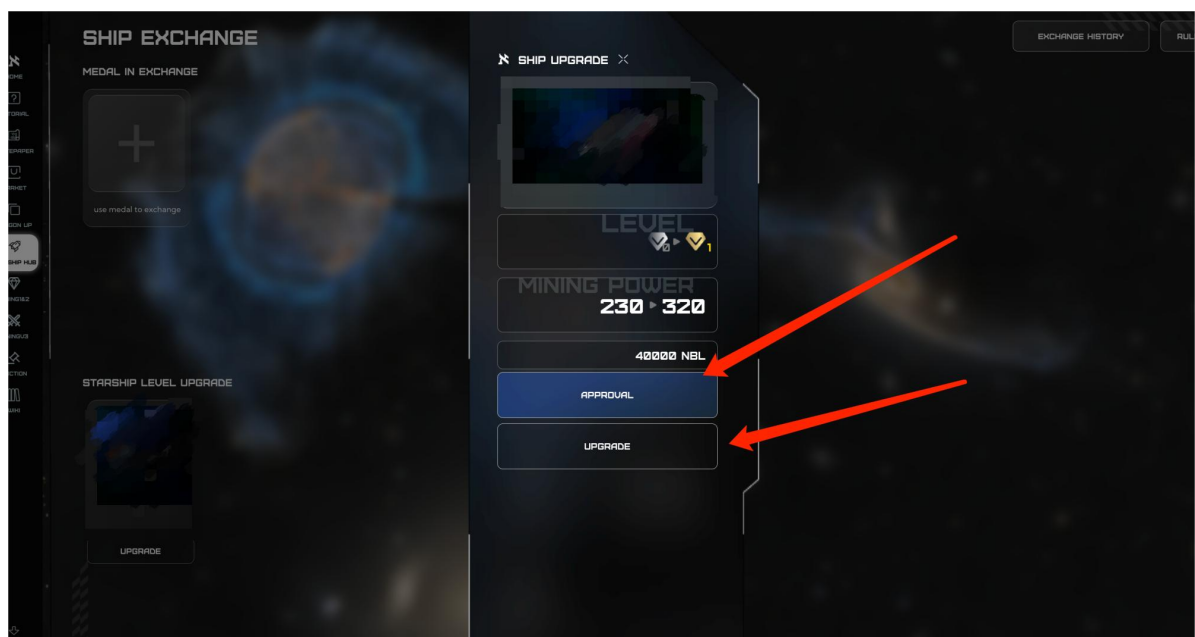 SHIP EXCHANGE
MEDAL IN EXCHANGE
use medal to exchange
STARSHIP LEVEL UPGRADE
UPGRADE
SHIP UPGRADE
LEVEL
0
1
MINING POWER
230 320
40000 NBL
APPROVAL
UPGRADE
EXCHANGE HISTORY
SHIP HUB